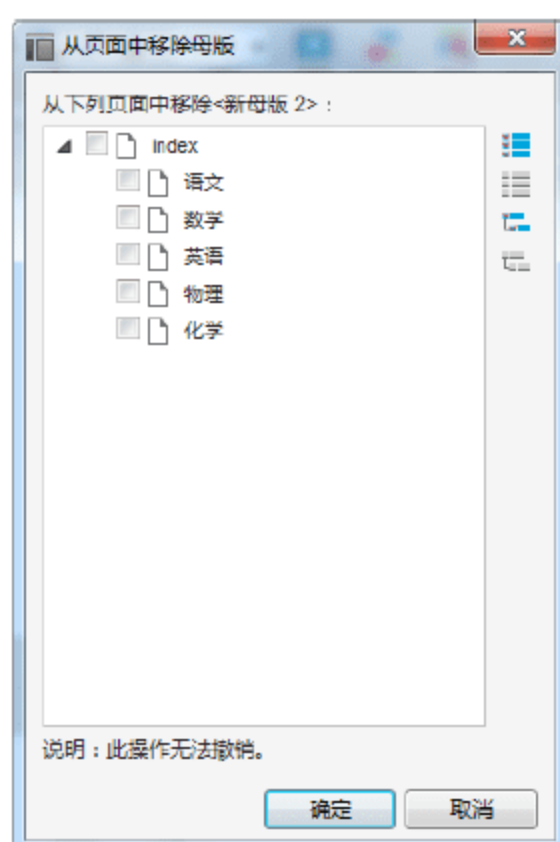 从页面中移除母版
从下列页面中移除<新母版 2>：
Index
语文
数学
英语
物理
化学
说明：此操作无法撤销。
确定
取消